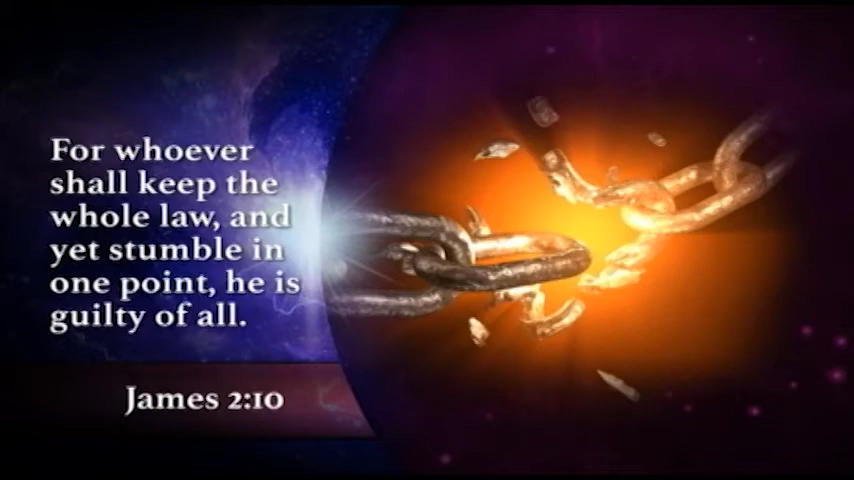 For whoever
shall keep the
whole law, and
yet stumble in
one point, he is
guilty of all.
James 2:10